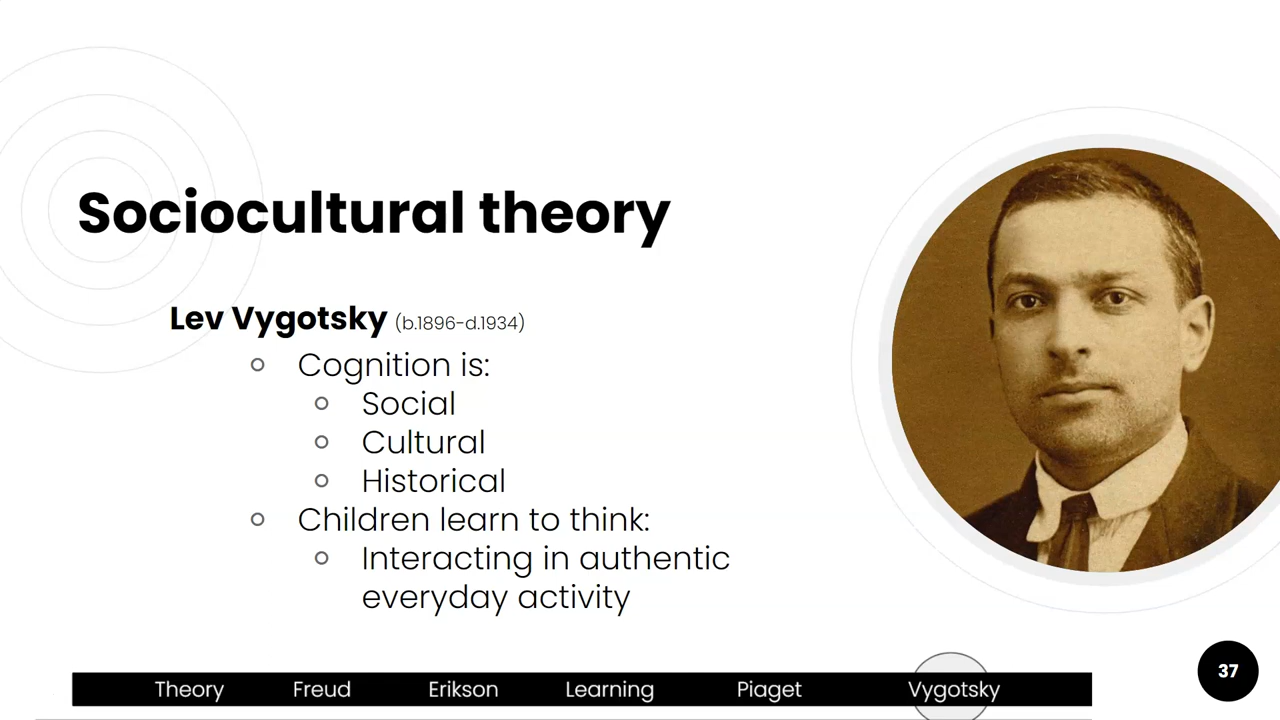 Sociocultural theory
Lev Vygotsky (b.1896-d.1934)
Cognition is:
Social
Cultural
Historical
Children learn to think:
Interacting in authentic
everyday activity
37
Theory Freud Erikson Learning Piaget Vygotsky